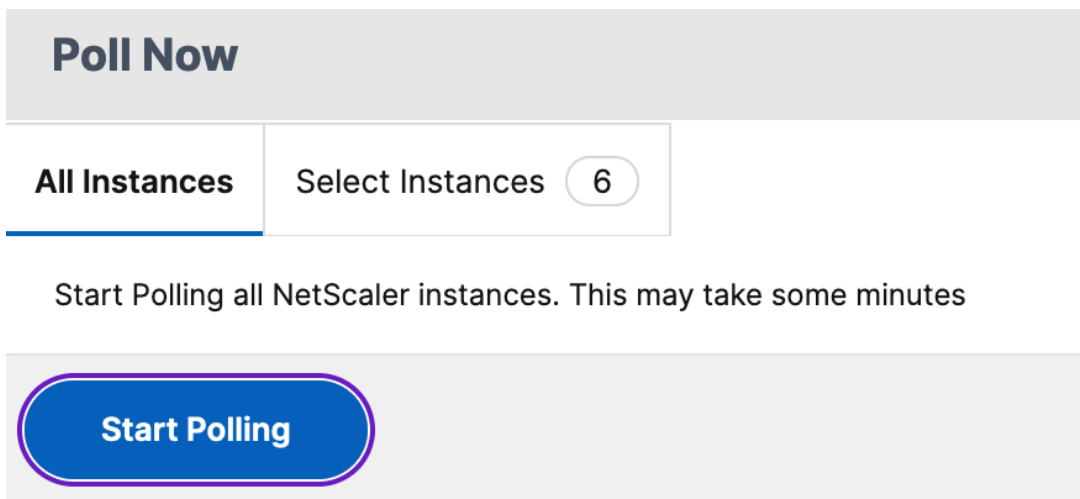 Poll Now
All Instances
Select Instances 6
Start Polling all NetScaler instances. This may take some minutes
Start Polling